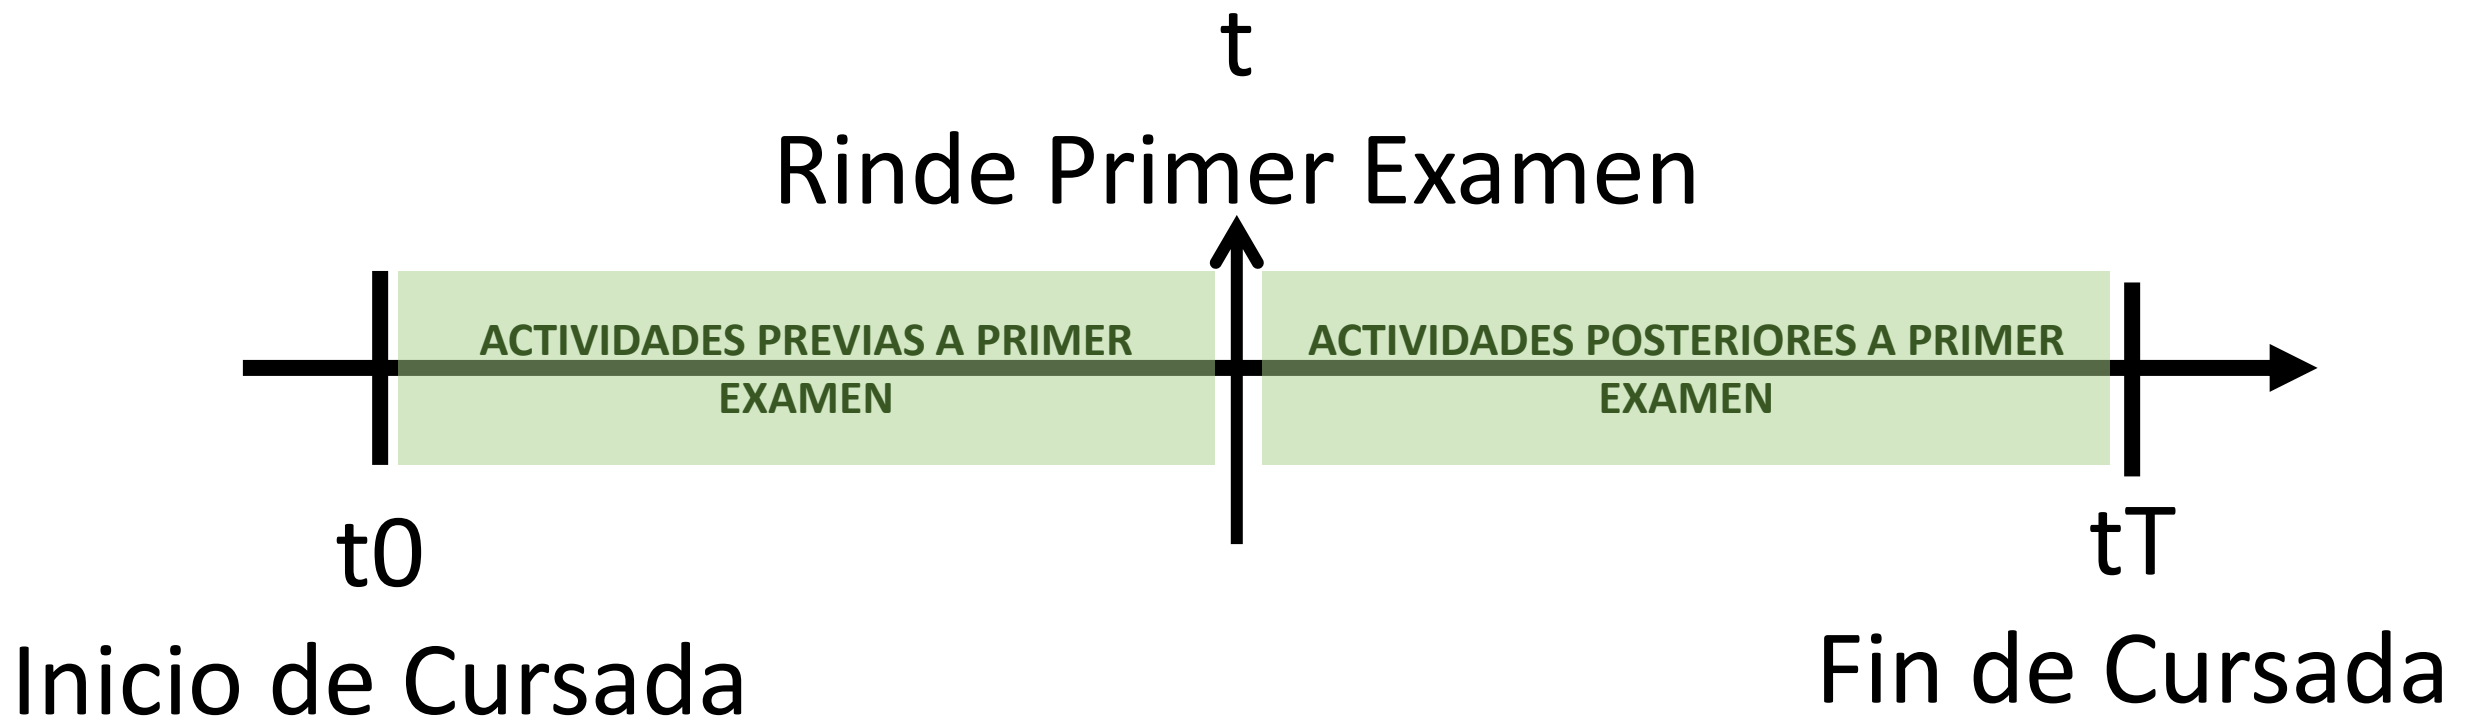 t
Rinde Primer Examen
ACTIVIDADES PREVIAS A PRIMER
EXAMEN
ACTIVIDADES POSTERIORES A PRIMER
EXAMEN
t0
Inicio de Cursada
tT
Fin de Cursada